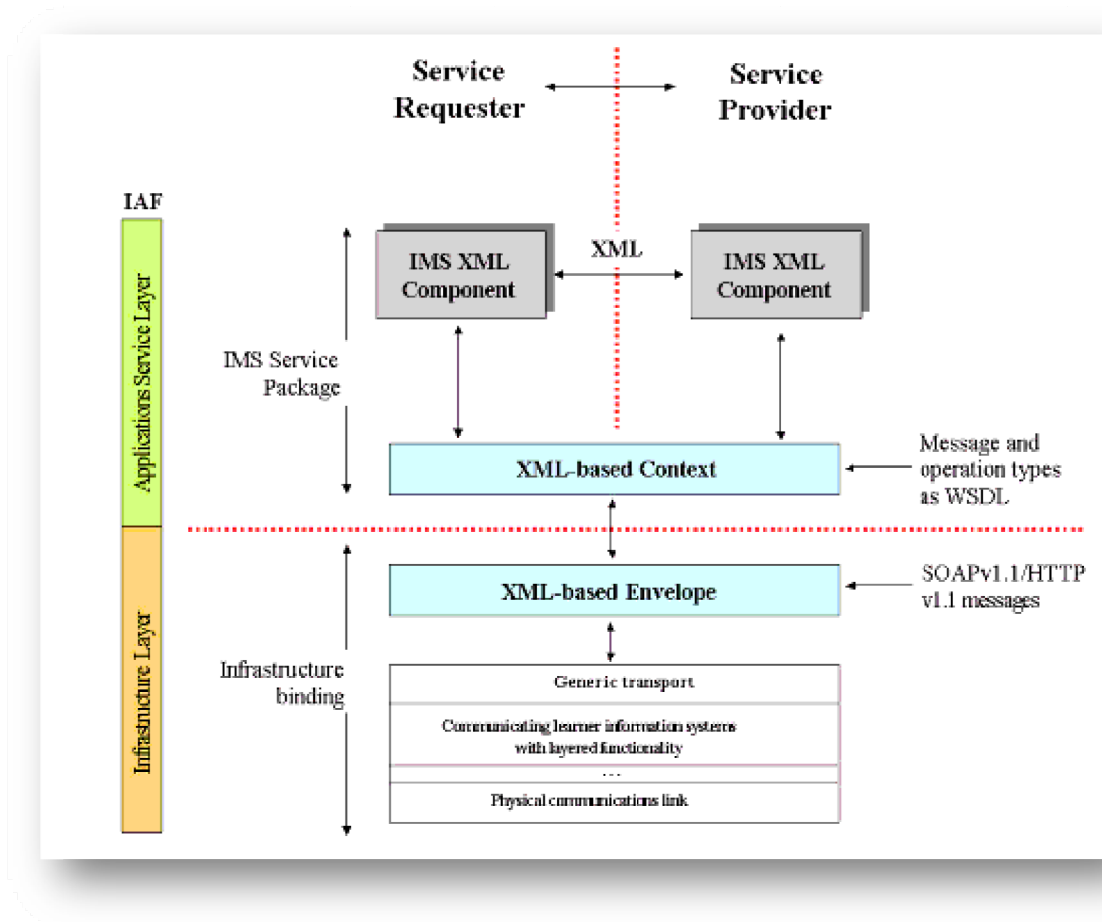 Service
Requester
Service
Provider
IAF
Applications Service Layer
Infrastructure Layer
IMS XML
Component
XML
IMS XML
Component
IMS Service
Package
XML-based Context
Message and
operation types
as WSDL
XML-based Envelope
SOAPv1.1/HTTP
v1.1 messages
Infrastructure
binding
Generic transport
Communicating learner information systems
with layered functionality
...
Physical communications link